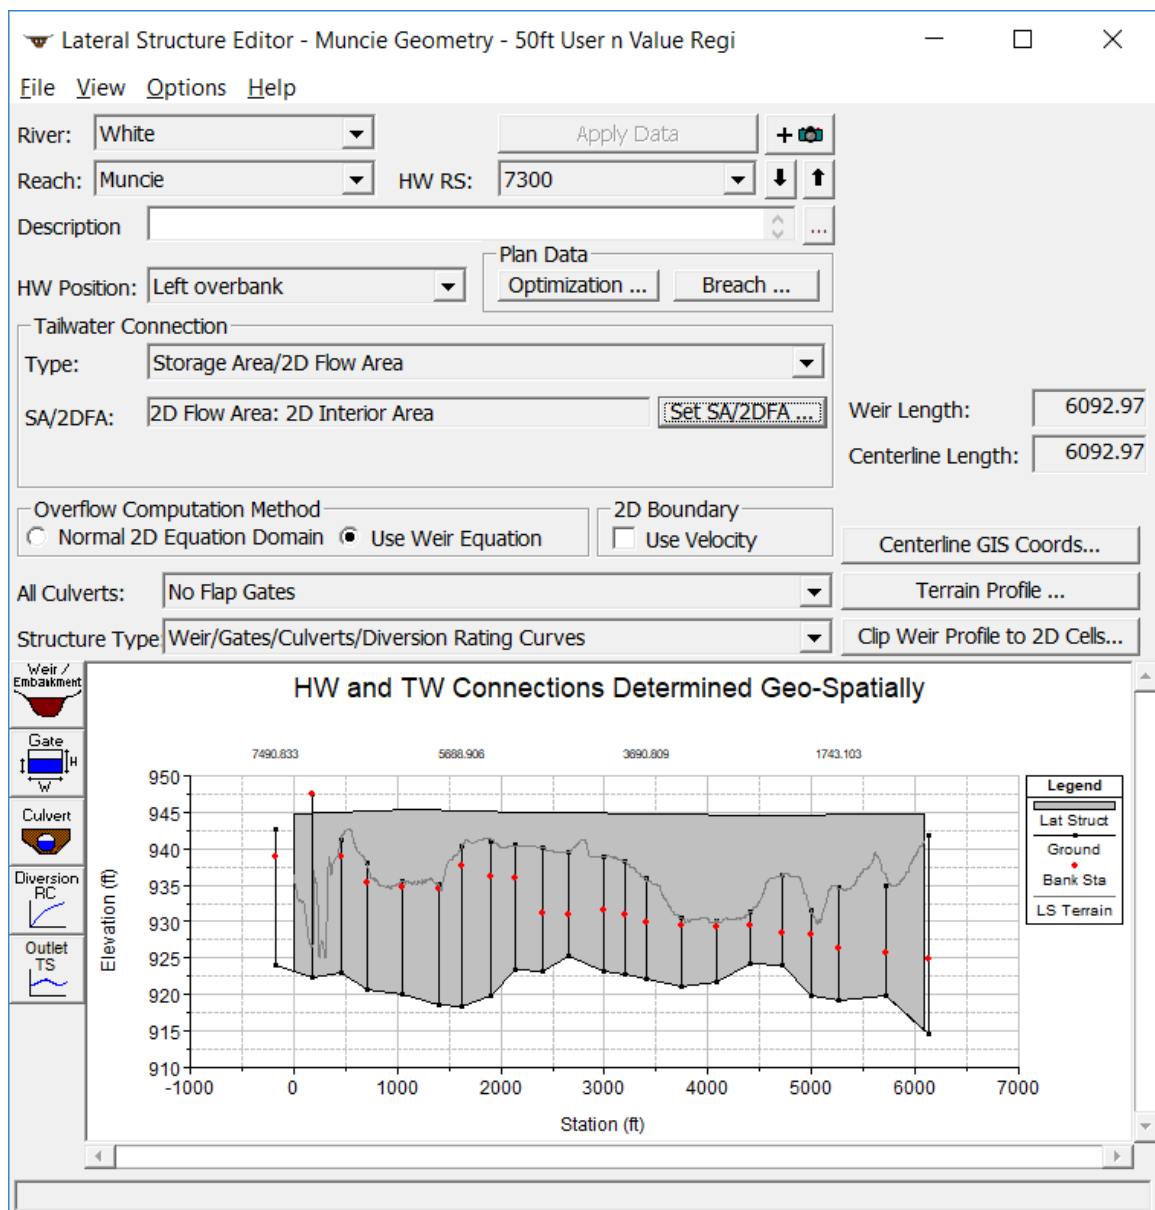 Lateral Structure Editor - Muncie Geometry - 50ft User n Value Regi
File View Options Help
River: White Apply Data +
Reach: Muncie HW RS: 7300
Description ...
Plan Data
HW Position: Left overbank Optimization ... Breach ...
Tailwater Connection
Type: Storage Area/2D Flow Area
SA/2DFA: 2D Flow Area: 2D Interior Area Set SA/2DFA ... Weir Length: 6092.97
Centerline Length: 6092.97
Overflow Computation Method 2D Boundary
Normal 2D Equation Domain Use Weir Equation Use Velocity Centerline GIS Coords...
All Culverts: No Flap Gates Terrain Profile ...
Structure Type: Weir/Gates/Culverts/Diversion Rating Curves Clip Weir Profile to 2D Cells...
Weir /
Embankment
Gate
H
W
Culvert
Diversion
RC
Outlet
TS
HW and TW Connections Determined Geo-Spatially
7490.833 5688.906 3690.809 1743.103
950
945
940
935
930
925
920
915
910
Elevation (ft)
-1000 0 1000 2000 3000 4000 5000 6000 7000
Station (ft)
Legend
Lat Struct
Ground
Bank Sta
LS Terrain